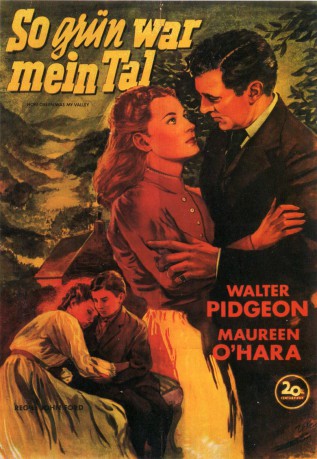 So grün war
mein Tal
HOW GREEN WAS MY VALLEY
WALTER
PIDGEON
MAUREEN
O'HARA
REGIE: JOHN FORD
20th